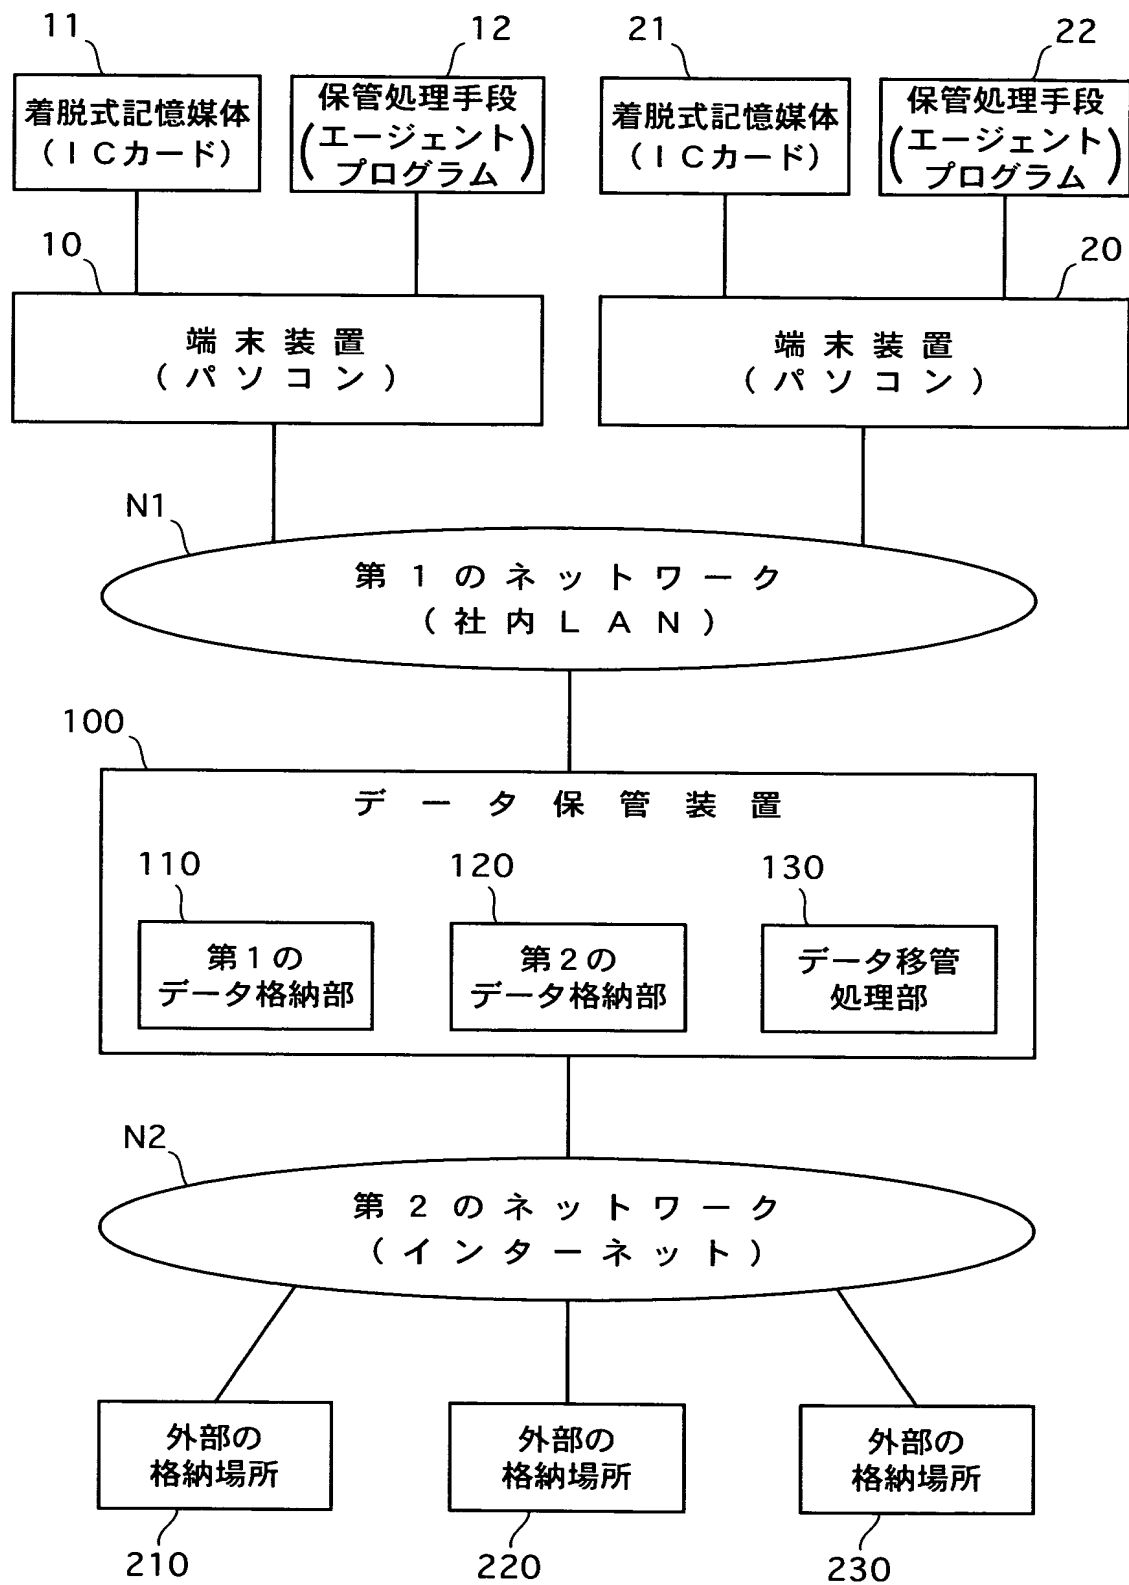 11
12
21
22
着脱式記憶媒体
(ICカード)
保管処理手段
(エージェント
プログラム)
着脱式記憶媒体
(ICカード)
保管処理手段
(エージェント
プログラム)
10
20
端末装置
(パソコン)
端末装置
(パソコン)
N1
第1のネットワーク
(社内LAN)
100
データ保管装置
110
120
130
第1の
データ格納部
第2の
データ格納部
データ移管
処理部
N2
第2のネットワーク
(インターネット)
外部の
格納場所
外部の
格納場所
外部の
格納場所
210
220
230